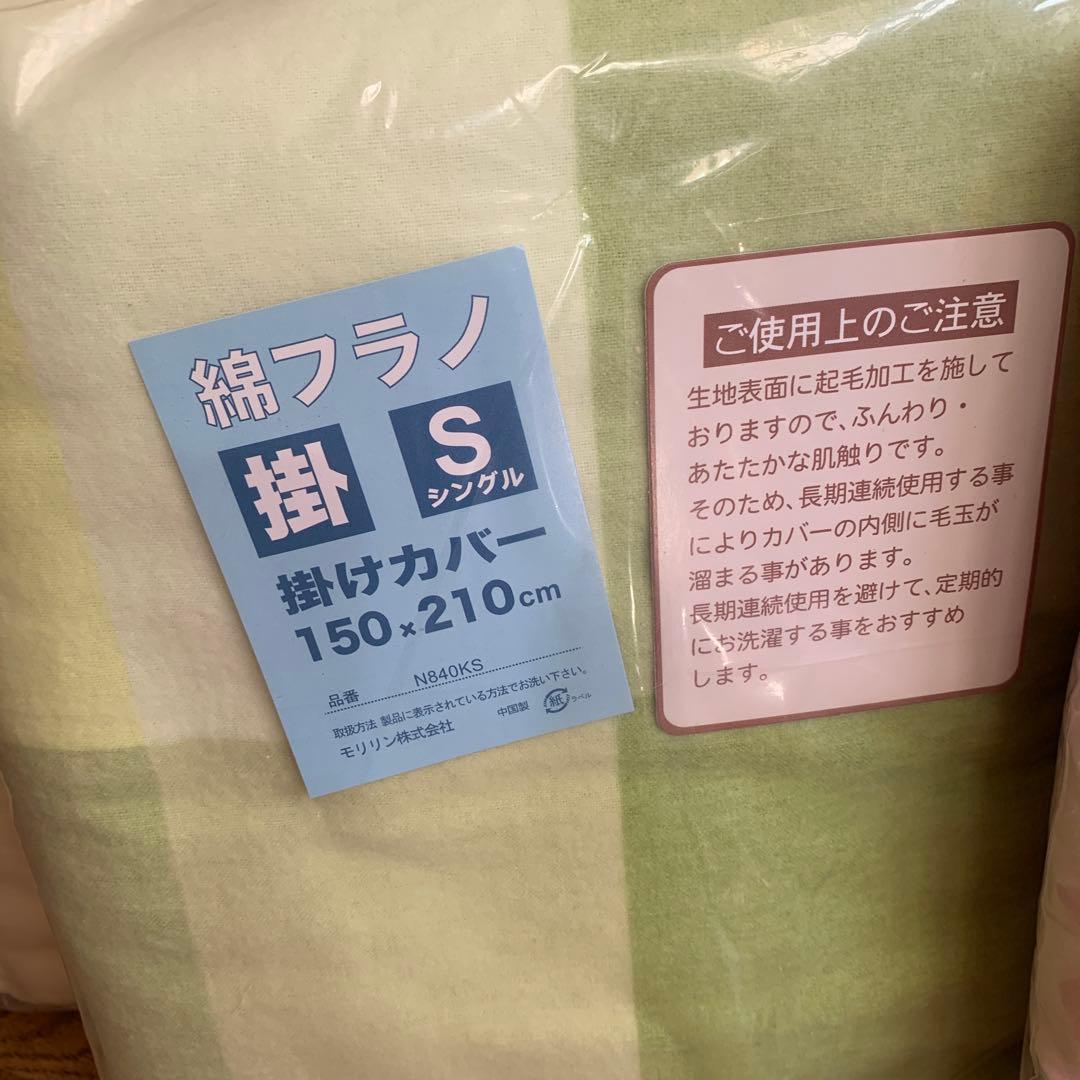 綿フラノ
掛
S
シングル
掛けカバー
150×210cm
品番 N840KS
取扱方法 製品に表示されている方法でお洗い下さい。
モリリン株式会社 中国製 紙 ラベル
ご使用上のご注意
生地表面に起毛加工を施して
おりますので、ふんわり・
あたたかな肌触りです。
そのため、長期連続使用する事
によりカバーの内側に毛玉が
溜まる事があります。
長期連続使用を避けて、定期的
にお洗濯する事をおすすめ
します。